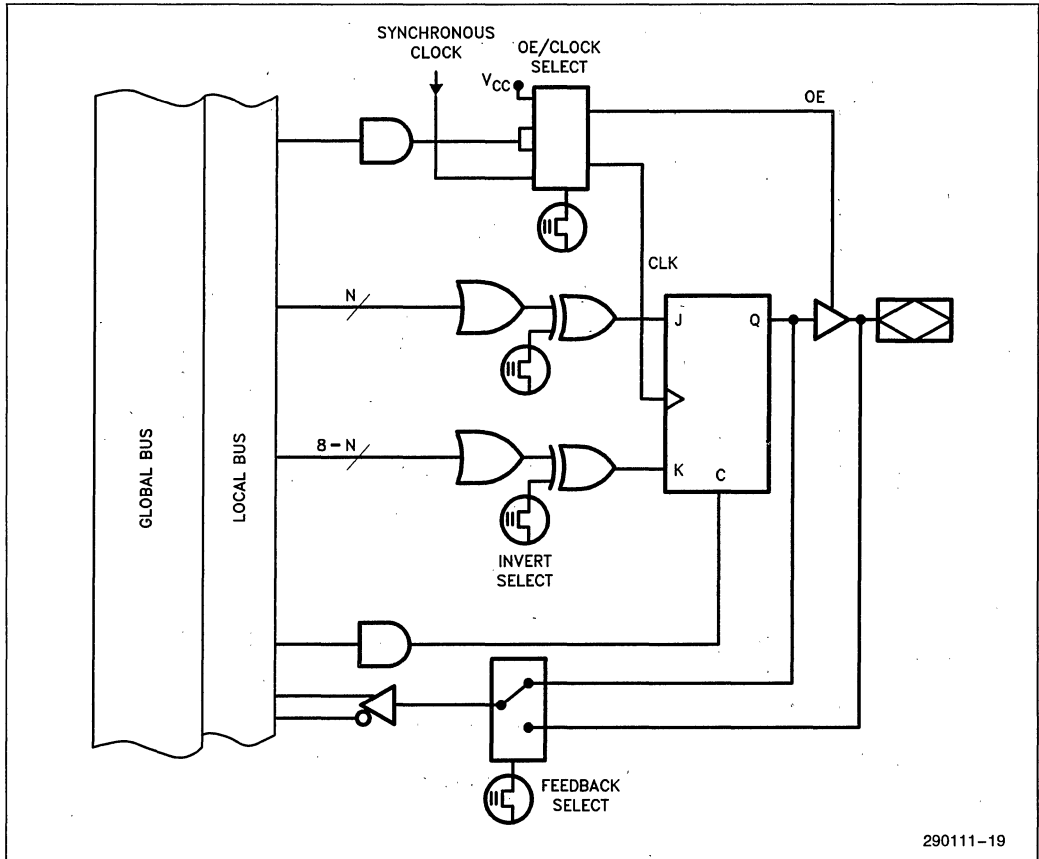 SYNCHRONOUS
CLOCK
OE/CLOCK
SELECT
VCC
OE
CLK
N
J
Q
8-N
K
C
INVERT
SELECT
GLOBAL BUS
LOCAL BUS
FEEDBACK
SELECT
290111-19